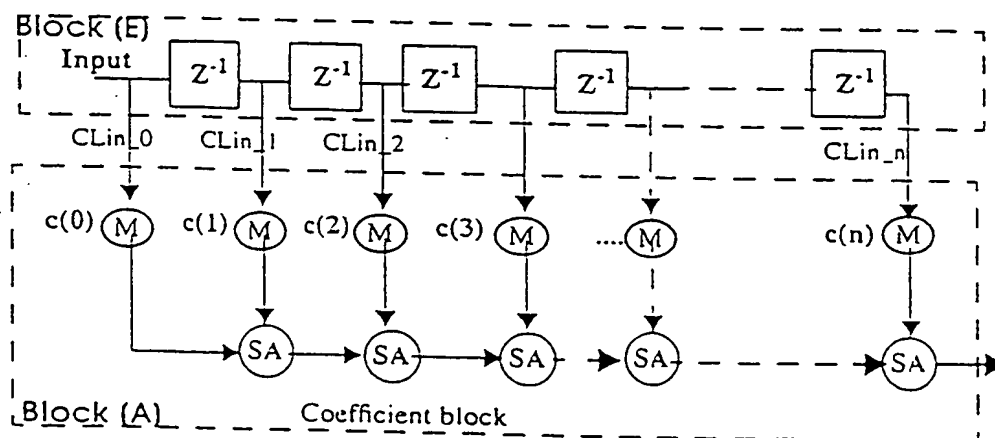 Block (E)
Input
Z-1 Z-1 Z-1 Z-1 Z-1
CLin_0 CLin_1 CLin_2 CLin_n
c(0) M c(1) M c(2) M c(3) M ....M c(n) M
SA SA SA SA SA
Block (A) Coefficient block